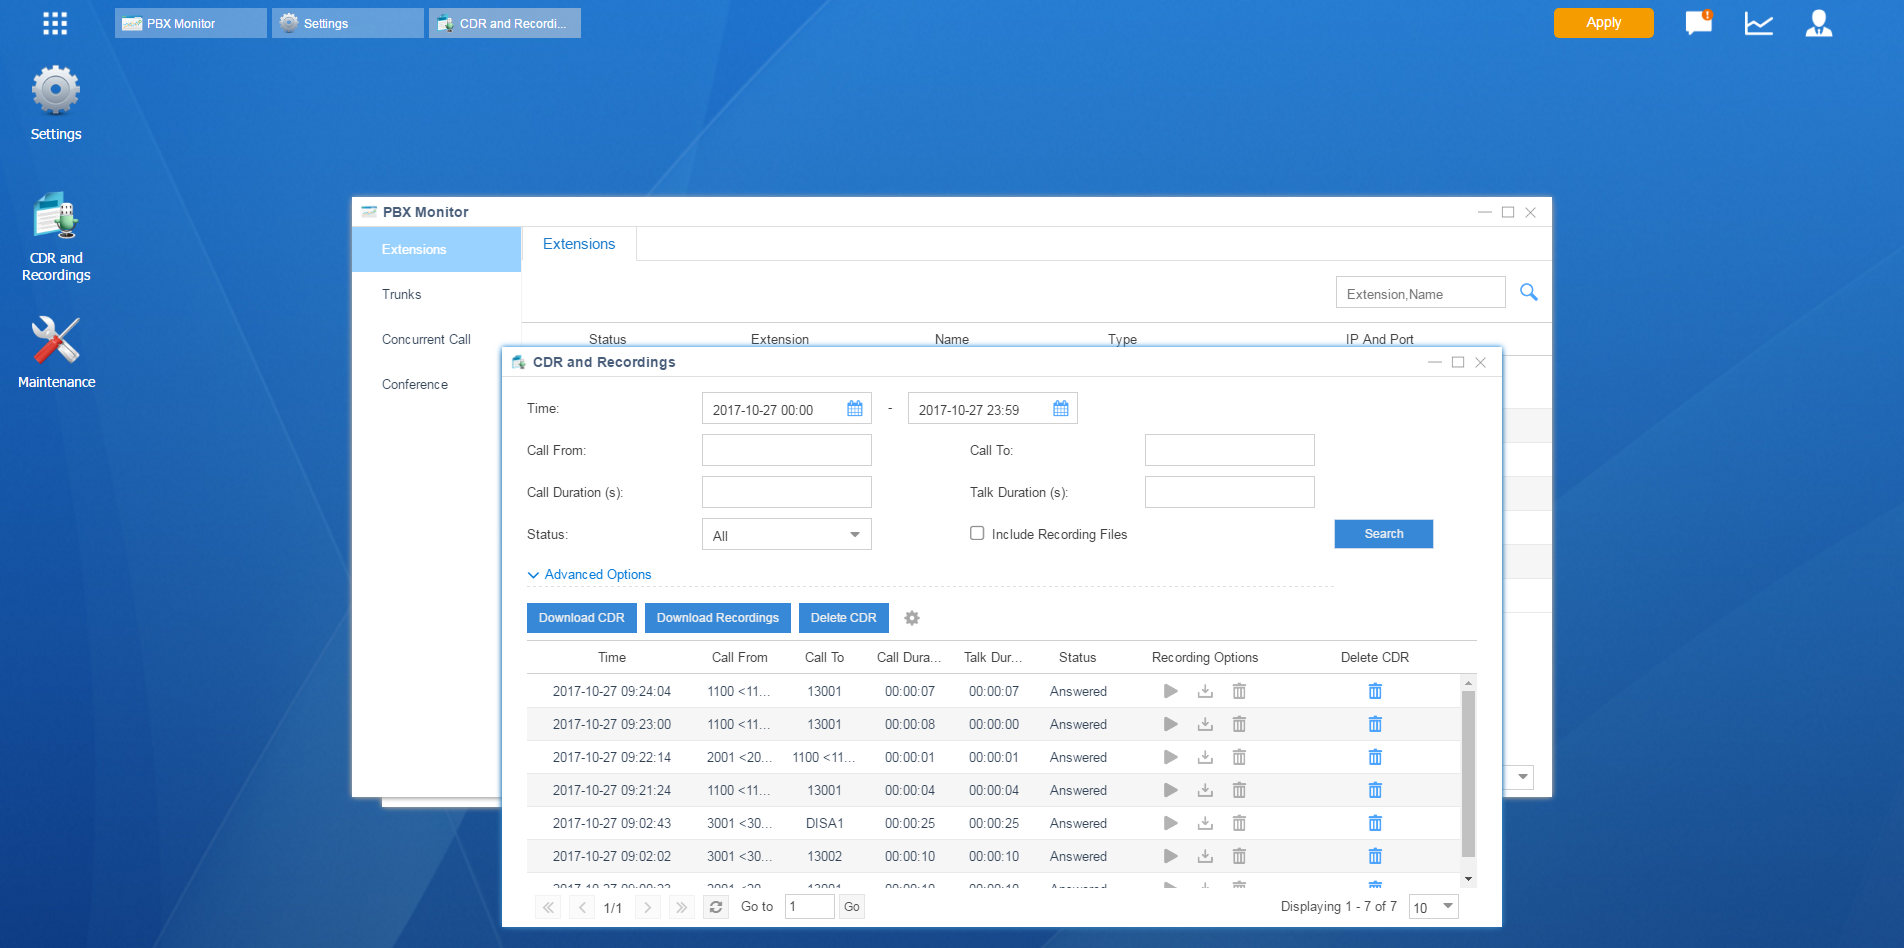 PBX Monitor
Settings
CDR and Recordi...
Apply
Settings
CDR and
Recordings
Maintenance
PBX Monitor
Extensions
Trunks
Concurrent Call
Conference
Extensions
Extension,Name
Status Extension Name Type IP And Port
CDR and Recordings
Time: 2017-10-27 00:00 - 2017-10-27 23:59
Call From: Call To:
Call Duration (s): Talk Duration (s):
Status: All Include Recording Files Search
Advanced Options
Download CDR Download Recordings Delete CDR
Time Call From Call To Call Dura... Talk Dur... Status Recording Options Delete CDR
2017-10-27 09:24:04 1100 <11... 13001 00:00:07 00:00:07 Answered
2017-10-27 09:23:00 1100 <11... 13001 00:00:08 00:00:00 Answered
2017-10-27 09:22:14 2001 <20... 1100 <11... 00:00:01 00:00:01 Answered
2017-10-27 09:21:24 1100 <11... 13001 00:00:04 00:00:04 Answered
2017-10-27 09:02:43 3001 <30... DISA1 00:00:25 00:00:25 Answered
2017-10-27 09:02:02 3001 <30... 13002 00:00:10 00:00:10 Answered
1/1 Go to 1 Go Displaying 1 - 7 of 7 10